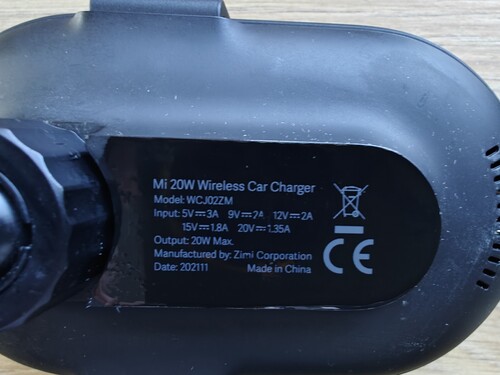 Mi 20W Wireless Car Charger
Model: WCJ02ZM
Input: 5V⎓3A 9V⎓2A 12V⎓2A
15V⎓1.8A 20V⎓1.35A
Output: 20W Max.
Manufactured by: Zimi Corporation
Date: 202111 Made in China
CE